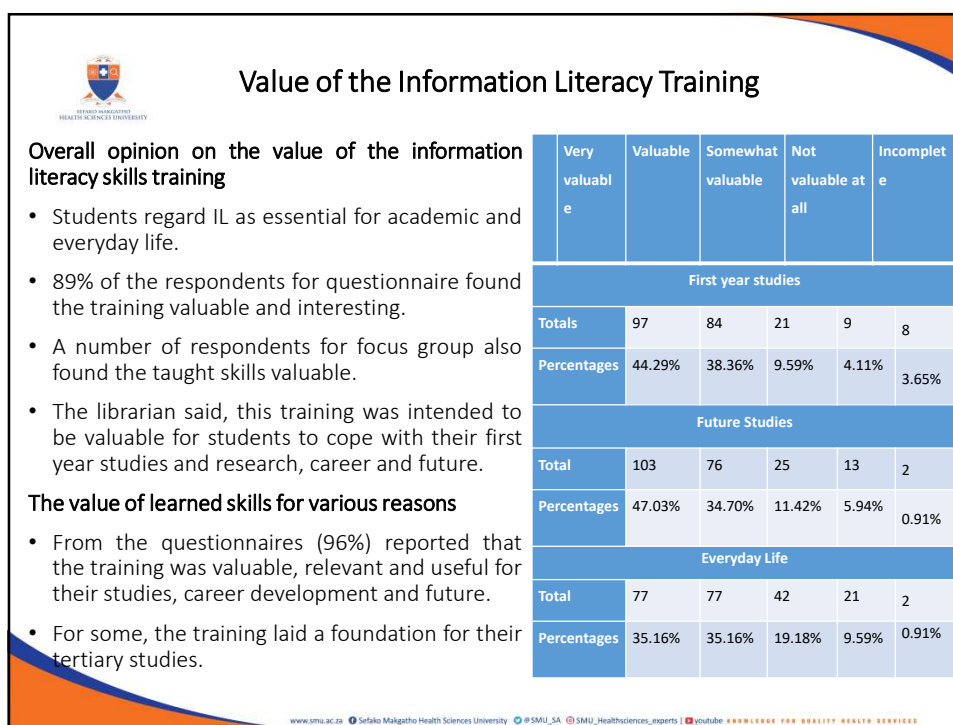 Value of the Information Literacy Training
SEFAKO MAKGATHO
HEALTH SCIENCES UNIVERSITY
Overall opinion on the value of the information
literacy skills training
• Students regard IL as essential for academic and
everyday life.
• 89% of the respondents for questionnaire found
the training valuable and interesting.
• A number of respondents for focus group also
found the taught skills valuable.
• The librarian said, this training was intended to
be valuable for students to cope with their first
year studies and research, career and future.
The value of learned skills for various reasons
• From the questionnaires (96%) reported that
the training was valuable, relevant and useful for
their studies, career development and future.
• For some, the training laid a foundation for their
tertiary studies.
Very Valuable Somewhat Not Incomplet
valuabl valuable valuable at e
e all
First year studies
Totals 97 84 21 9 8
Percentages 44.29% 38.36% 9.59% 4.11% 3.65%
Future Studies
Total 103 76 25 13 2
Percentages 47.03% 34.70% 11.42% 5.94% 0.91%
Everyday Life
Total 77 77 42 21 2
Percentages 35.16% 35.16% 19.18% 9.59% 0.91%
www.smu.ac.za Sefako Makgatho Health Sciences University @SMU_SA SMU_Healthsciences_experts | youtube KNOWLEDGE FOR QUALITY HEALTH SERVICES